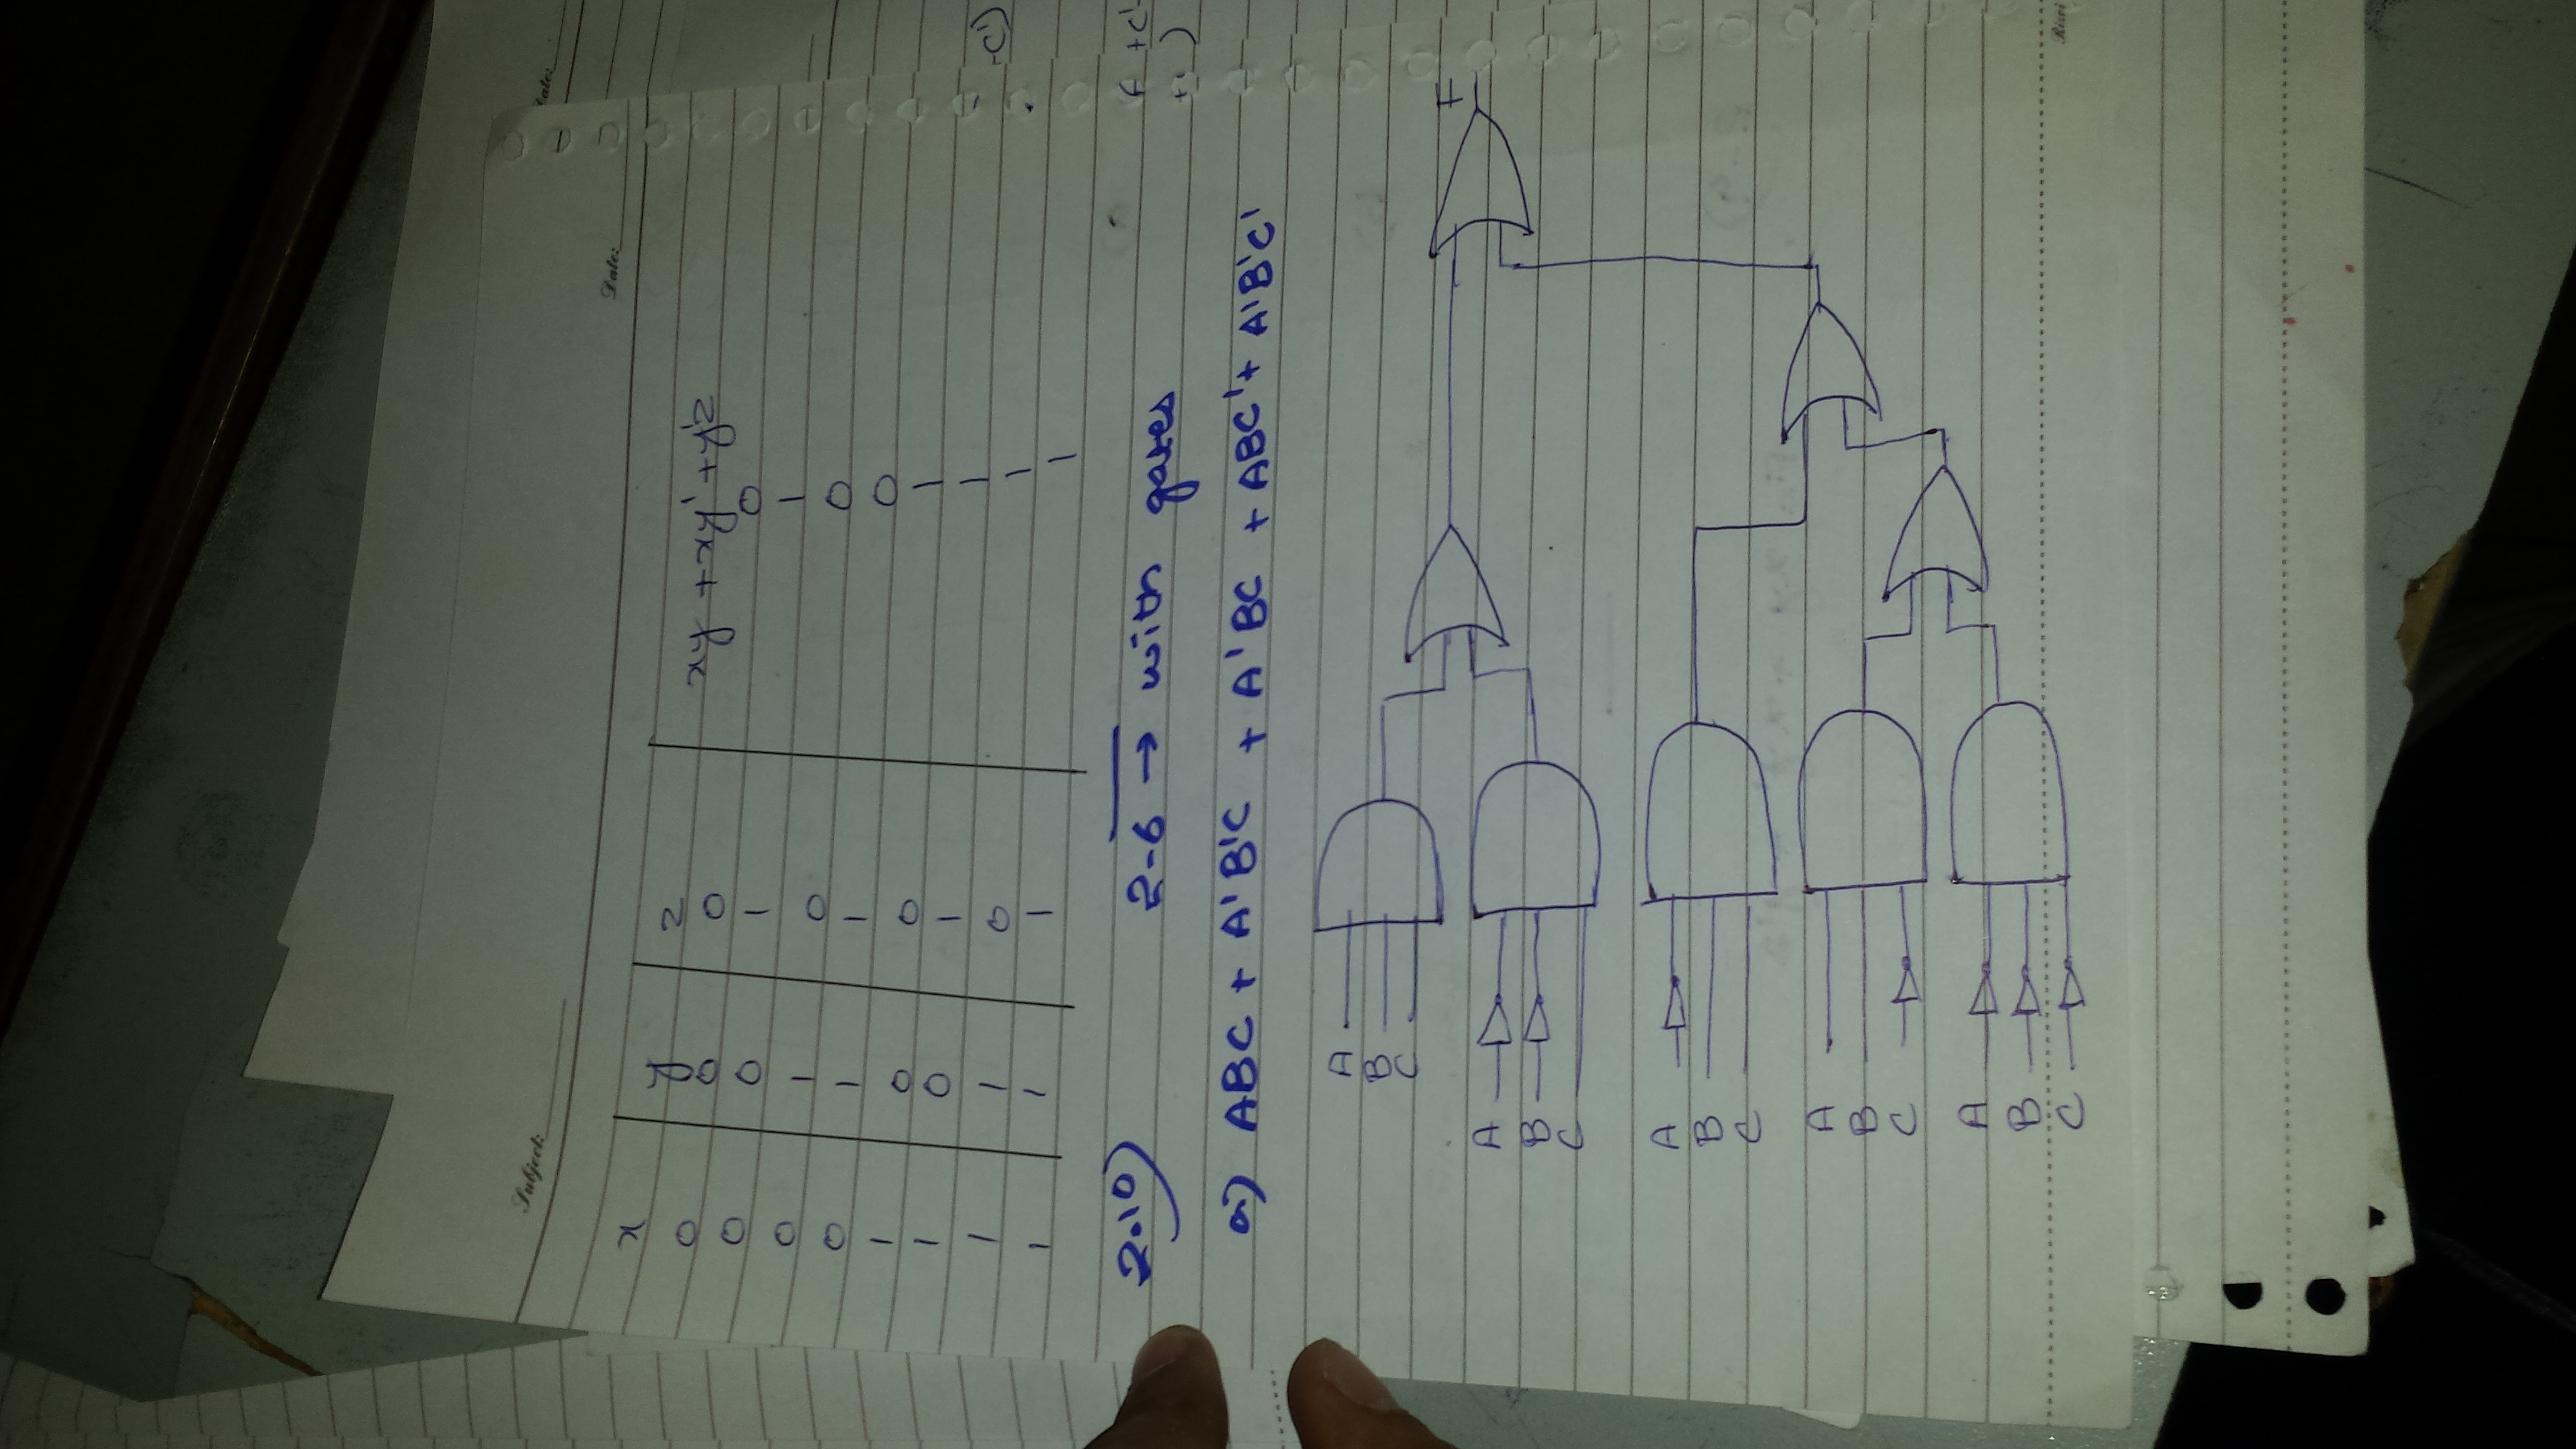 Subject: Date:
x y z xy + xy' + y'z
0 0 0 0
0 0 1 1
0 1 0 0
0 1 1 0
1 0 0 1
1 0 1 1
1 1 0 1
1 1 1 1
2.10) 2-6 → with gates
a) ABC + A'B'C + A'BC + ABC' + A'B'C'
A
B
C
A
B
C
F
A
B
C
A
B
C
A
B
C
-C')
+C'